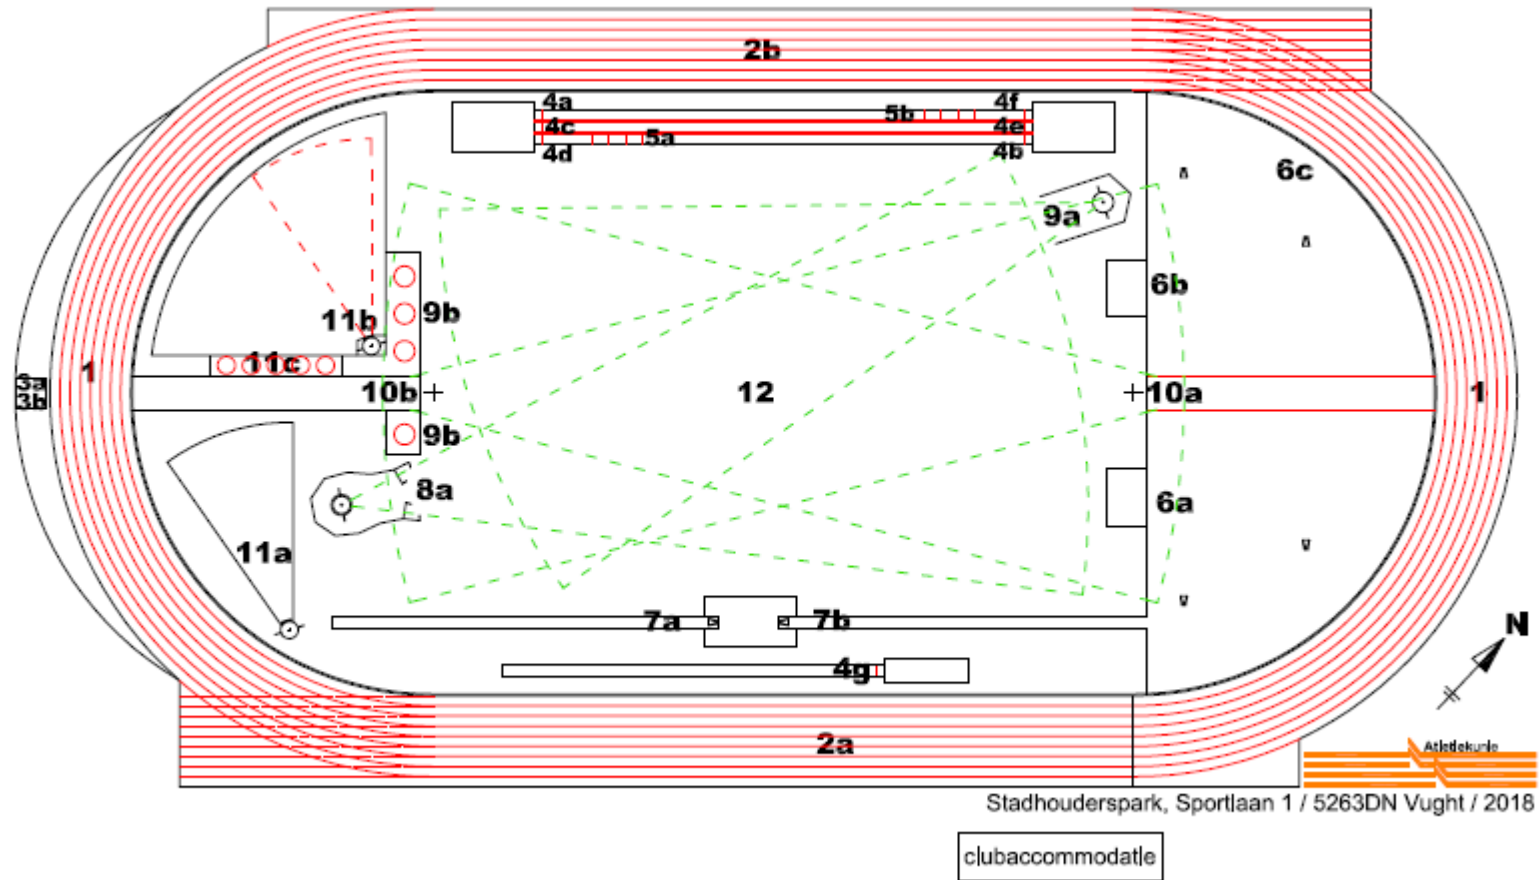 2b
4a
5b
4f
4c
4e
5a
4d
4b
6c
9a
6b
11b
9b
11c
1
3a
3b
10b
12
10a
1
9b
8a
6a
11a
7a
7b
N
4g
2a
Atletiekunie
Stadhouderspark, Sportlaan 1 / 5263DN Vught / 2018
clubaccommodatie